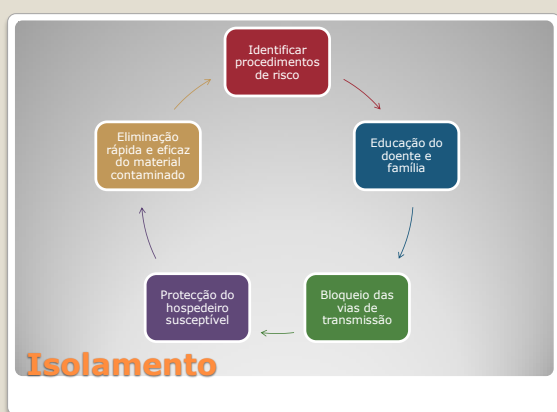 Identificar
procedimentos
de risco
Educação do
doente e
família
Bloqueio das
vias de
transmissão
Protecção do
hospedeiro
susceptível
Eliminação
rápida e eficaz
do material
contaminado
Isolamento